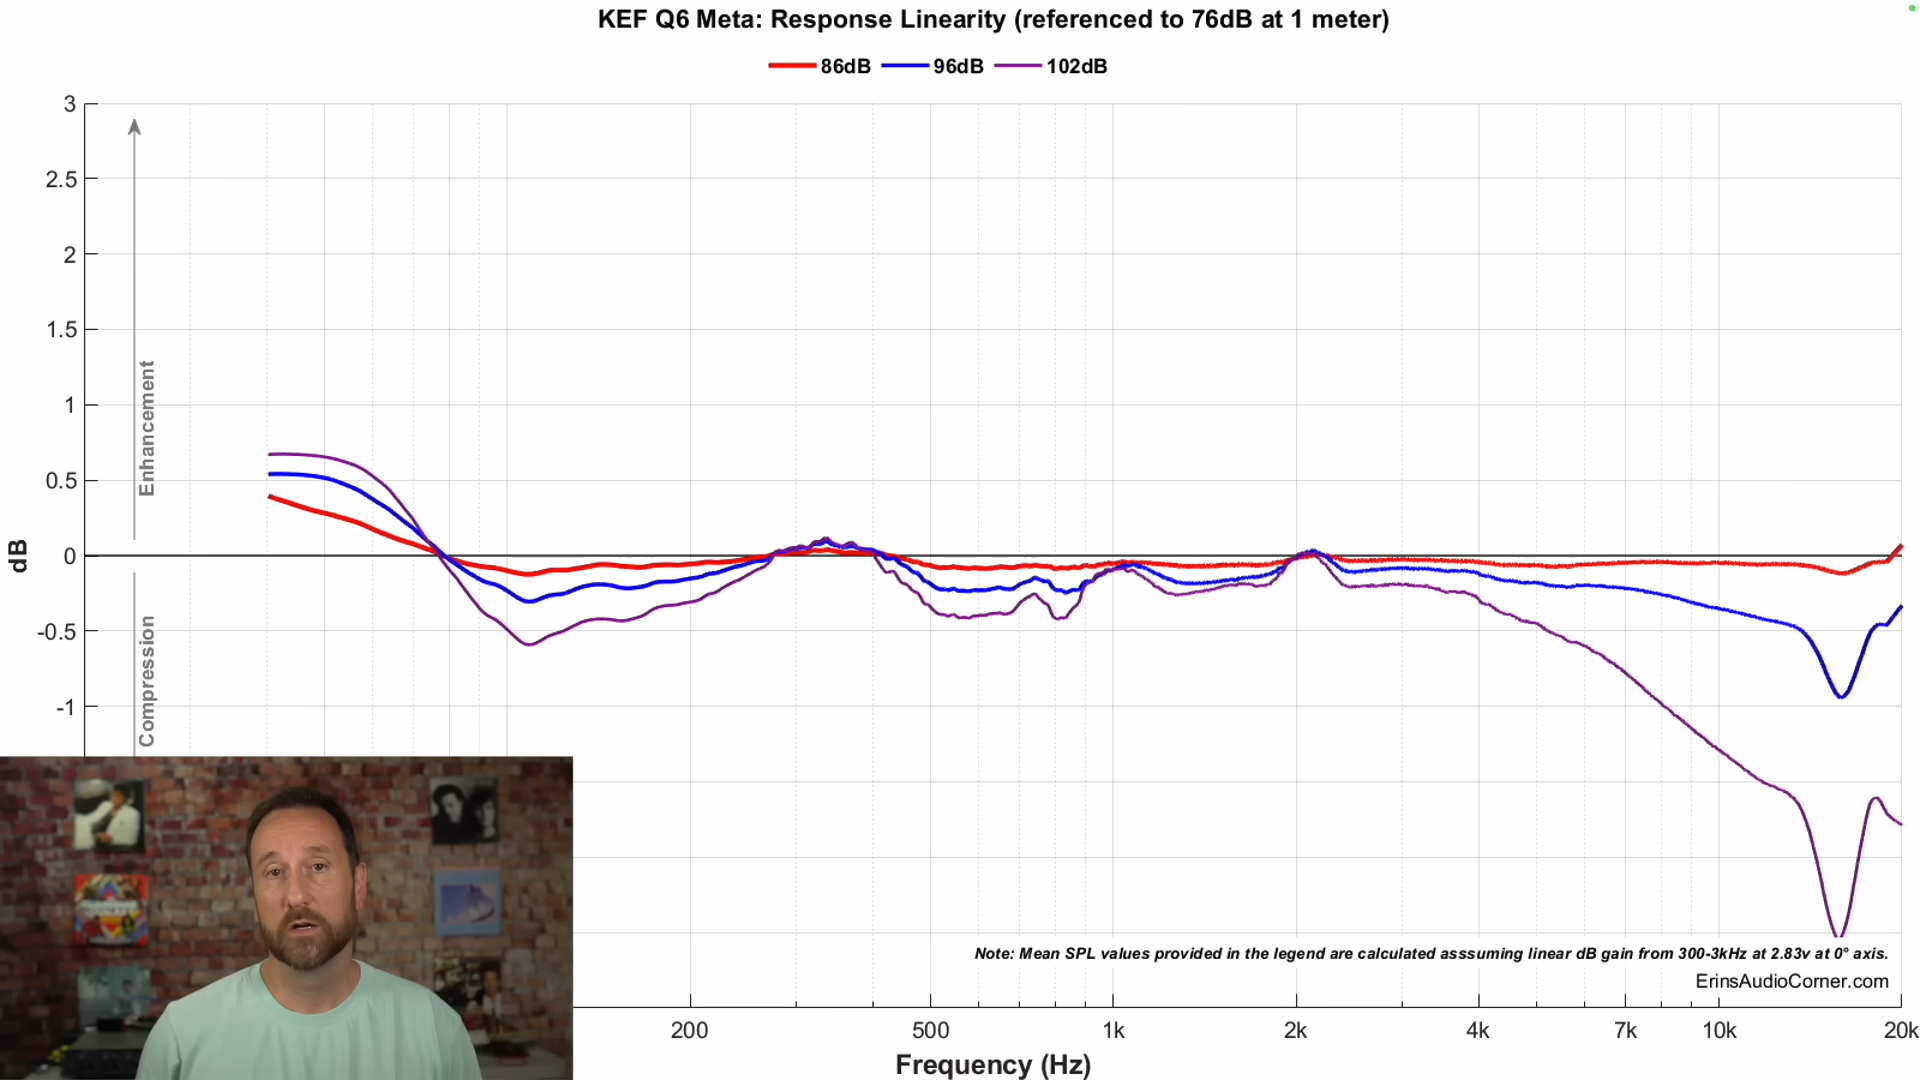 KEF Q6 Meta: Response Linearity (referenced to 76dB at 1 meter)
86dB 96dB 102dB
3
2.5
2
1.5
1
0.5
0
-0.5
-1
dB
Enhancement
Compression
Note: Mean SPL values provided in the legend are calculated asssuming linear dB gain from 300-3kHz at 2.83v at 0° axis.
ErinsAudioCorner.com
200 500 1k 2k 4k 7k 10k 20k
Frequency (Hz)